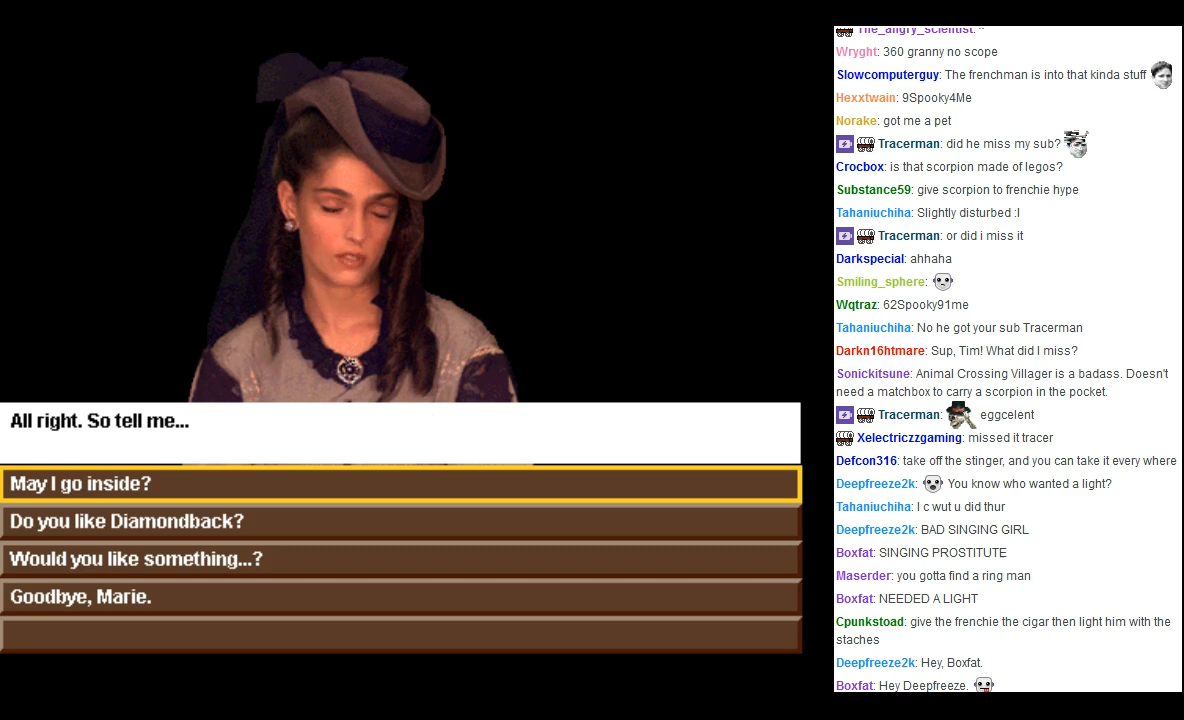 All right. So tell me...
May I go inside?
Do you like Diamondback?
Would you like something...?
Goodbye, Marie.
The_angry_scientist: ^
Wryght: 360 granny no scope
Slowcomputerguy: The frenchman is into that kinda stuff
Hexxtwain: 9Spooky4Me
Norake: got me a pet
Tracerman: did he miss my sub?
Crocbox: is that scorpion made of legos?
Substance59: give scorpion to frenchie hype
Tahaniuchiha: Slightly disturbed :l
Tracerman: or did i miss it
Darkspecial: ahhaha
Smiling_sphere:
Wqtraz: 62Spooky91me
Tahaniuchiha: No he got your sub Tracerman
Darkn16htmare: Sup, Tim! What did I miss?
Sonickitsune: Animal Crossing Villager is a badass. Doesn't
need a matchbox to carry a scorpion in the pocket.
Tracerman: eggcelent
Xelectriczzgaming: missed it tracer
Defcon316: take off the stinger, and you can take it every where
Deepfreeze2k: You know who wanted a light?
Tahaniuchiha: I c wut u did thur
Deepfreeze2k: BAD SINGING GIRL
Boxfat: SINGING PROSTITUTE
Maserder: you gotta find a ring man
Boxfat: NEEDED A LIGHT
Cpunkstoad: give the frenchie the cigar then light him with the
staches
Deepfreeze2k: Hey, Boxfat.
Boxfat: Hey Deepfreeze.